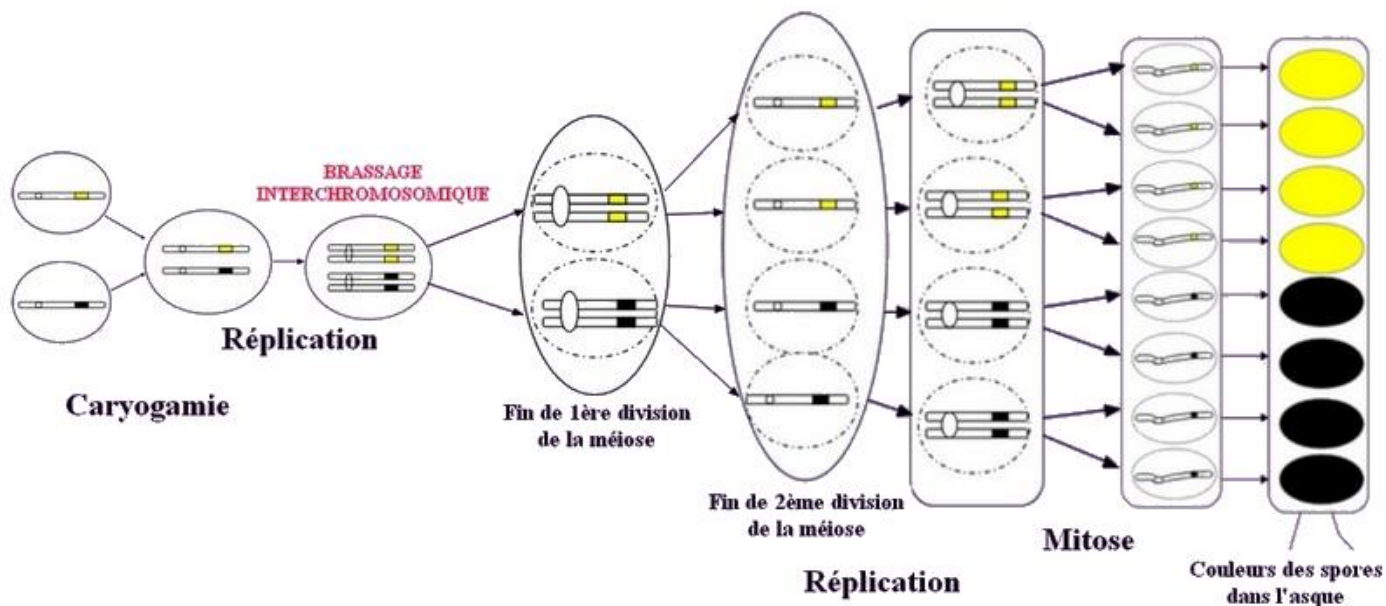 BRASSAGE
INTERCHROMOSOMIQUE
Réplication
Caryogamie
Fin de 1ère division
de la méiose
Fin de 2ème division
de la méiose
Mitose
Réplication
Couleurs des spores
dans l'asque